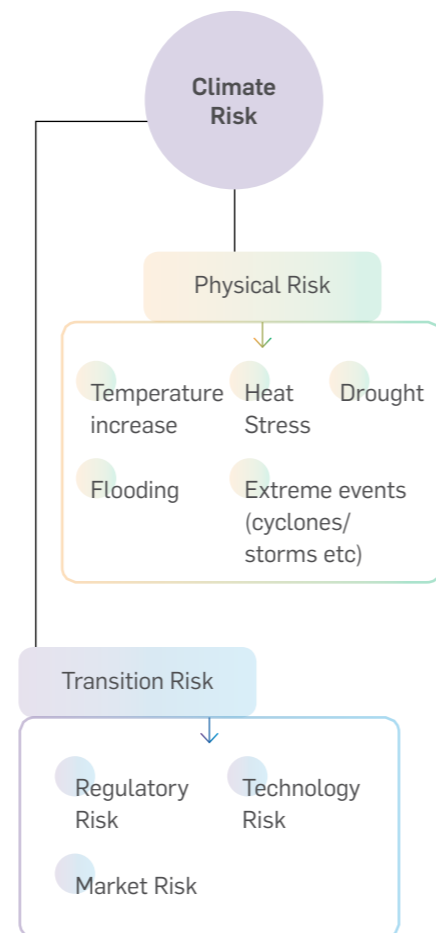 Climate
Risk
Physical Risk
Temperature
increase
Heat
Stress
Drought
Flooding
Extreme events
(cyclones/
storms etc)
Transition Risk
Regulatory
Risk
Technology
Risk
Market Risk